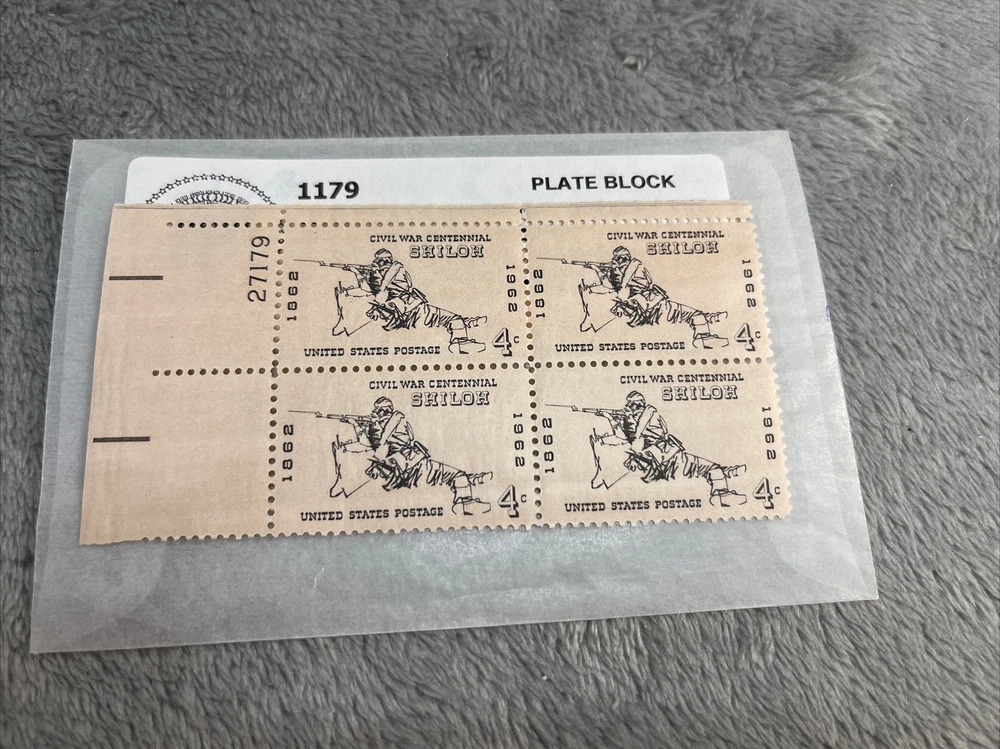 1179
PLATE BLOCK
27179
CIVIL WAR CENTENNIAL
SHILOH
1862
1962
UNITED STATES POSTAGE
4c
CIVIL WAR CENTENNIAL
SHILOH
1862
1962
UNITED STATES POSTAGE
4c
CIVIL WAR CENTENNIAL
SHILOH
1862
1962
UNITED STATES POSTAGE
4c
CIVIL WAR CENTENNIAL
SHILOH
1862
1962
UNITED STATES POSTAGE
4c